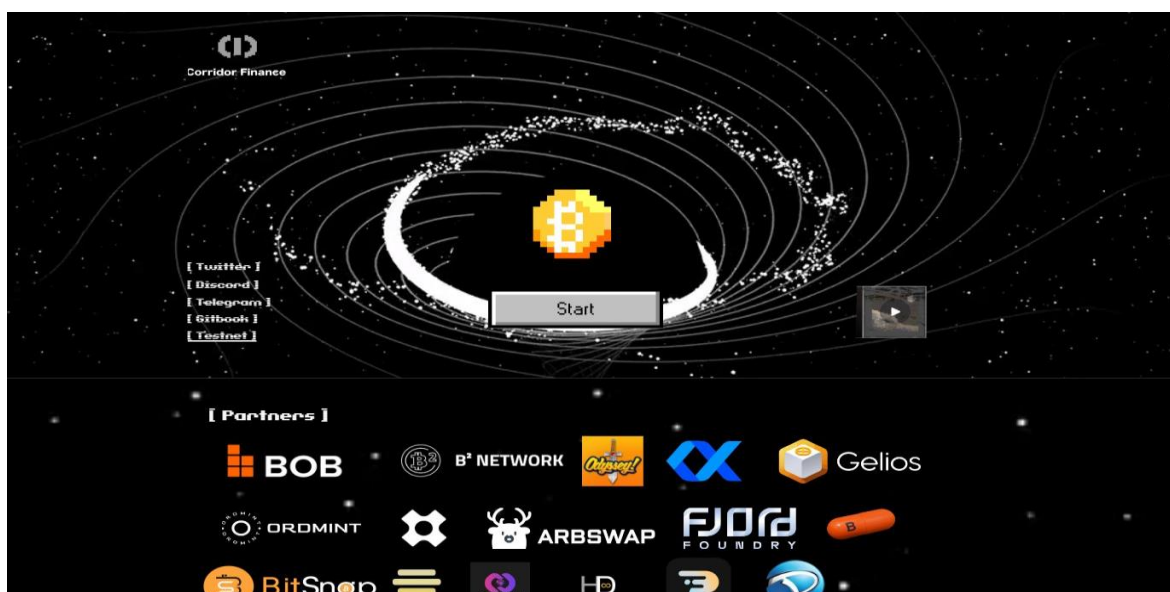 Corridor Finance
[ Twitter ]
[ Discord ]
[ Telegram ]
[ Gitbook ]
[ Testnet ]
Start
[ Partners ]
BOB
B² NETWORK
Odyssey!
Gelios
ORDMINT
ARBSWAP
FJORD
FOUNDRY
B
BitSnap